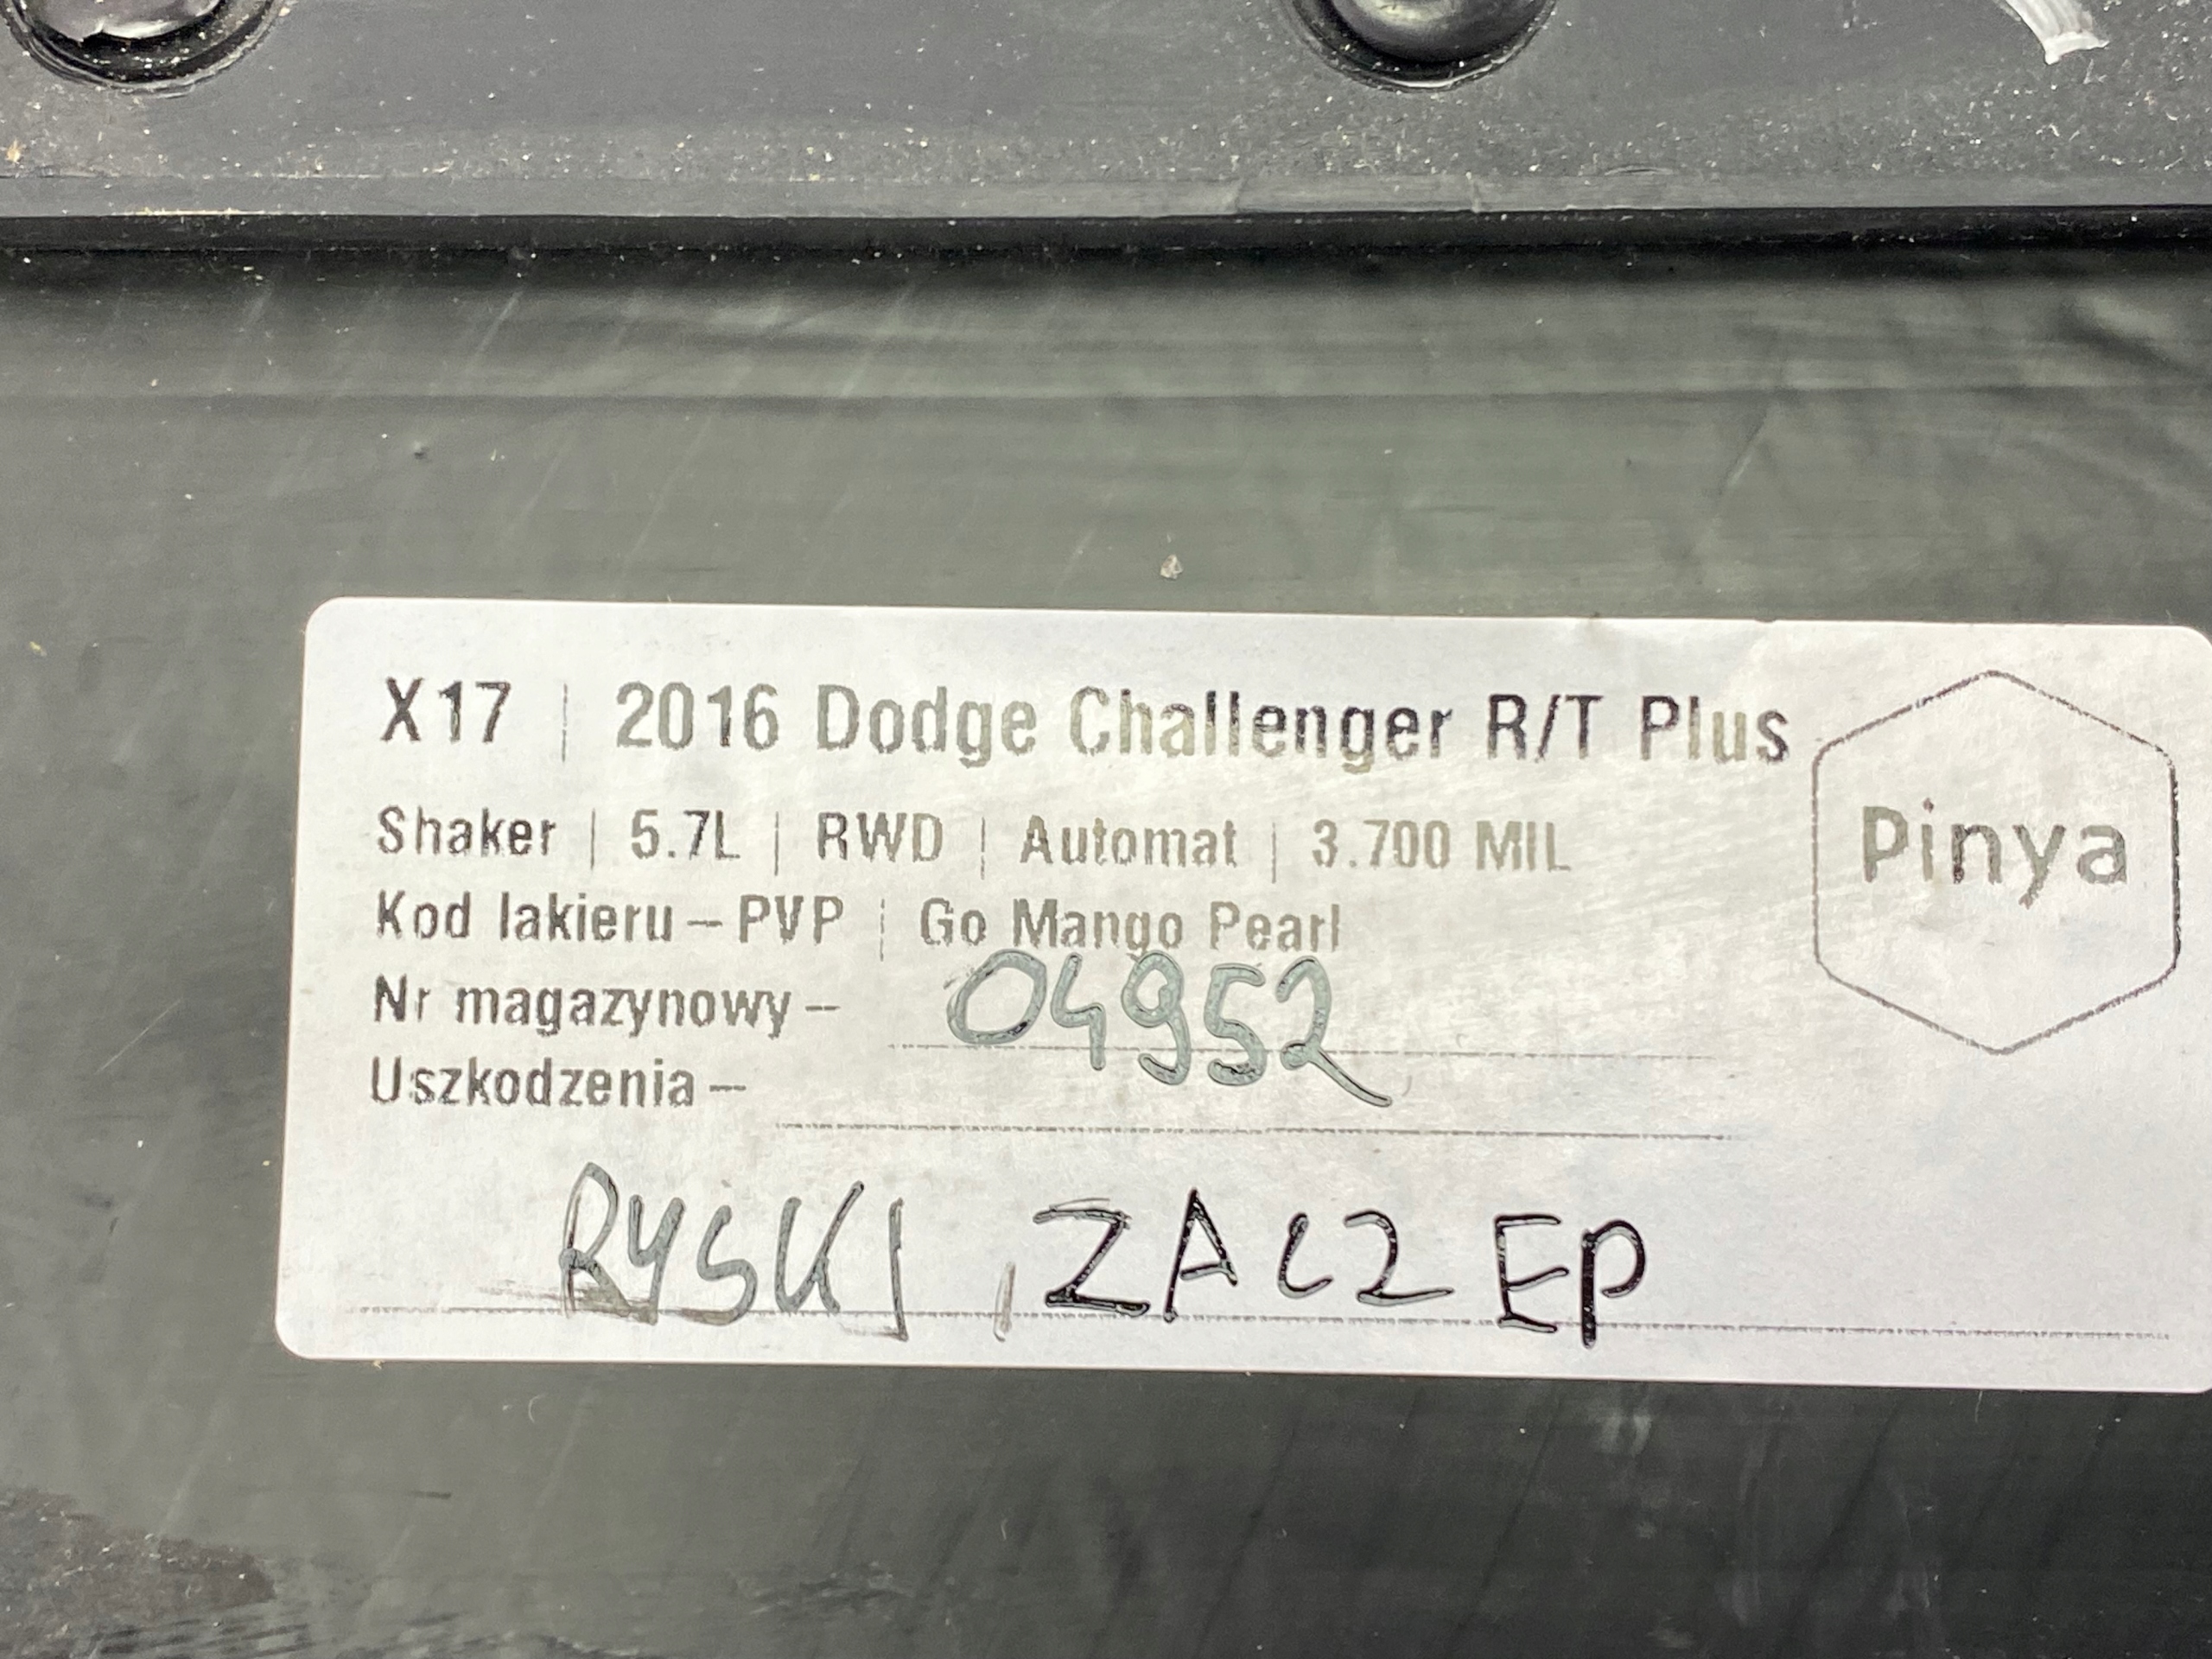 X17 | 2016 Dodge Challenger R/T Plus
Pinya
Shaker | 5.7L | RWD | Automat | 3.700 MIL
Kod lakieru – PVP | Go Mango Pearl
Nr magazynowy – 04952
Uszkodzenia –
RYSKI, ZACZEP